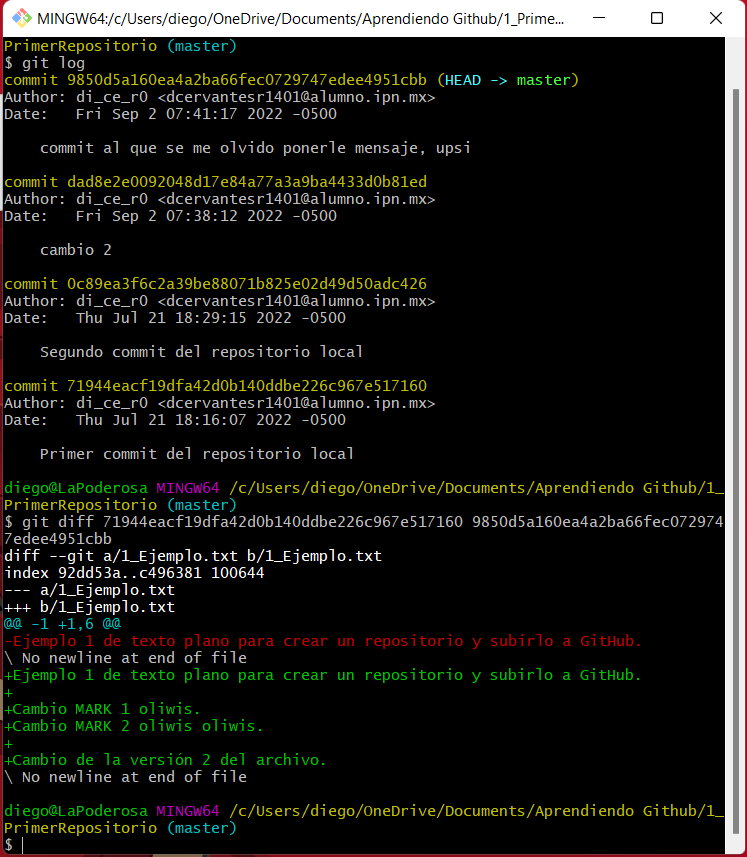 MINGW64:/c/Users/diego/OneDrive/Documents/Aprendiendo Github/1_Prime...
PrimerRepositorio (master)
$ git log
commit 9850d5a160ea4a2ba66fec0729747edee4951cbb (HEAD -> master)
Author: di_ce_r0 <dcervantesr1401@alumno.ipn.mx>
Date:   Fri Sep 2 07:41:17 2022 -0500
    commit al que se me olvido ponerle mensaje, upsi
commit dad8e2e0092048d17e84a77a3a9ba4433d0b81ed
Author: di_ce_r0 <dcervantesr1401@alumno.ipn.mx>
Date:   Fri Sep 2 07:38:12 2022 -0500
    cambio 2
commit 0c89ea3f6c2a39be88071b825e02d49d50adc426
Author: di_ce_r0 <dcervantesr1401@alumno.ipn.mx>
Date:   Thu Jul 21 18:29:15 2022 -0500
    Segundo commit del repositorio local
commit 71944eacf19dfa42d0b140ddbe226c967e517160
Author: di_ce_r0 <dcervantesr1401@alumno.ipn.mx>
Date:   Thu Jul 21 18:16:07 2022 -0500
    Primer commit del repositorio local
diego@LaPoderosa MINGW64 /c/Users/diego/OneDrive/Documents/Aprendiendo Github/1_
PrimerRepositorio (master)
$ git diff 71944eacf19dfa42d0b140ddbe226c967e517160 9850d5a160ea4a2ba66fec072974
7edee4951cbb
diff --git a/1_Ejemplo.txt b/1_Ejemplo.txt
index 92dd53a..c496381 100644
--- a/1_Ejemplo.txt
+++ b/1_Ejemplo.txt
@@ -1 +1,6 @@
-Ejemplo 1 de texto plano para crear un repositorio y subirlo a GitHub.
\ No newline at end of file
+Ejemplo 1 de texto plano para crear un repositorio y subirlo a GitHub.
+
+Cambio MARK 1 oliwis.
+Cambio MARK 2 oliwis oliwis.
+
+Cambio de la versión 2 del archivo.
\ No newline at end of file
diego@LaPoderosa MINGW64 /c/Users/diego/OneDrive/Documents/Aprendiendo Github/1_
PrimerRepositorio (master)
$